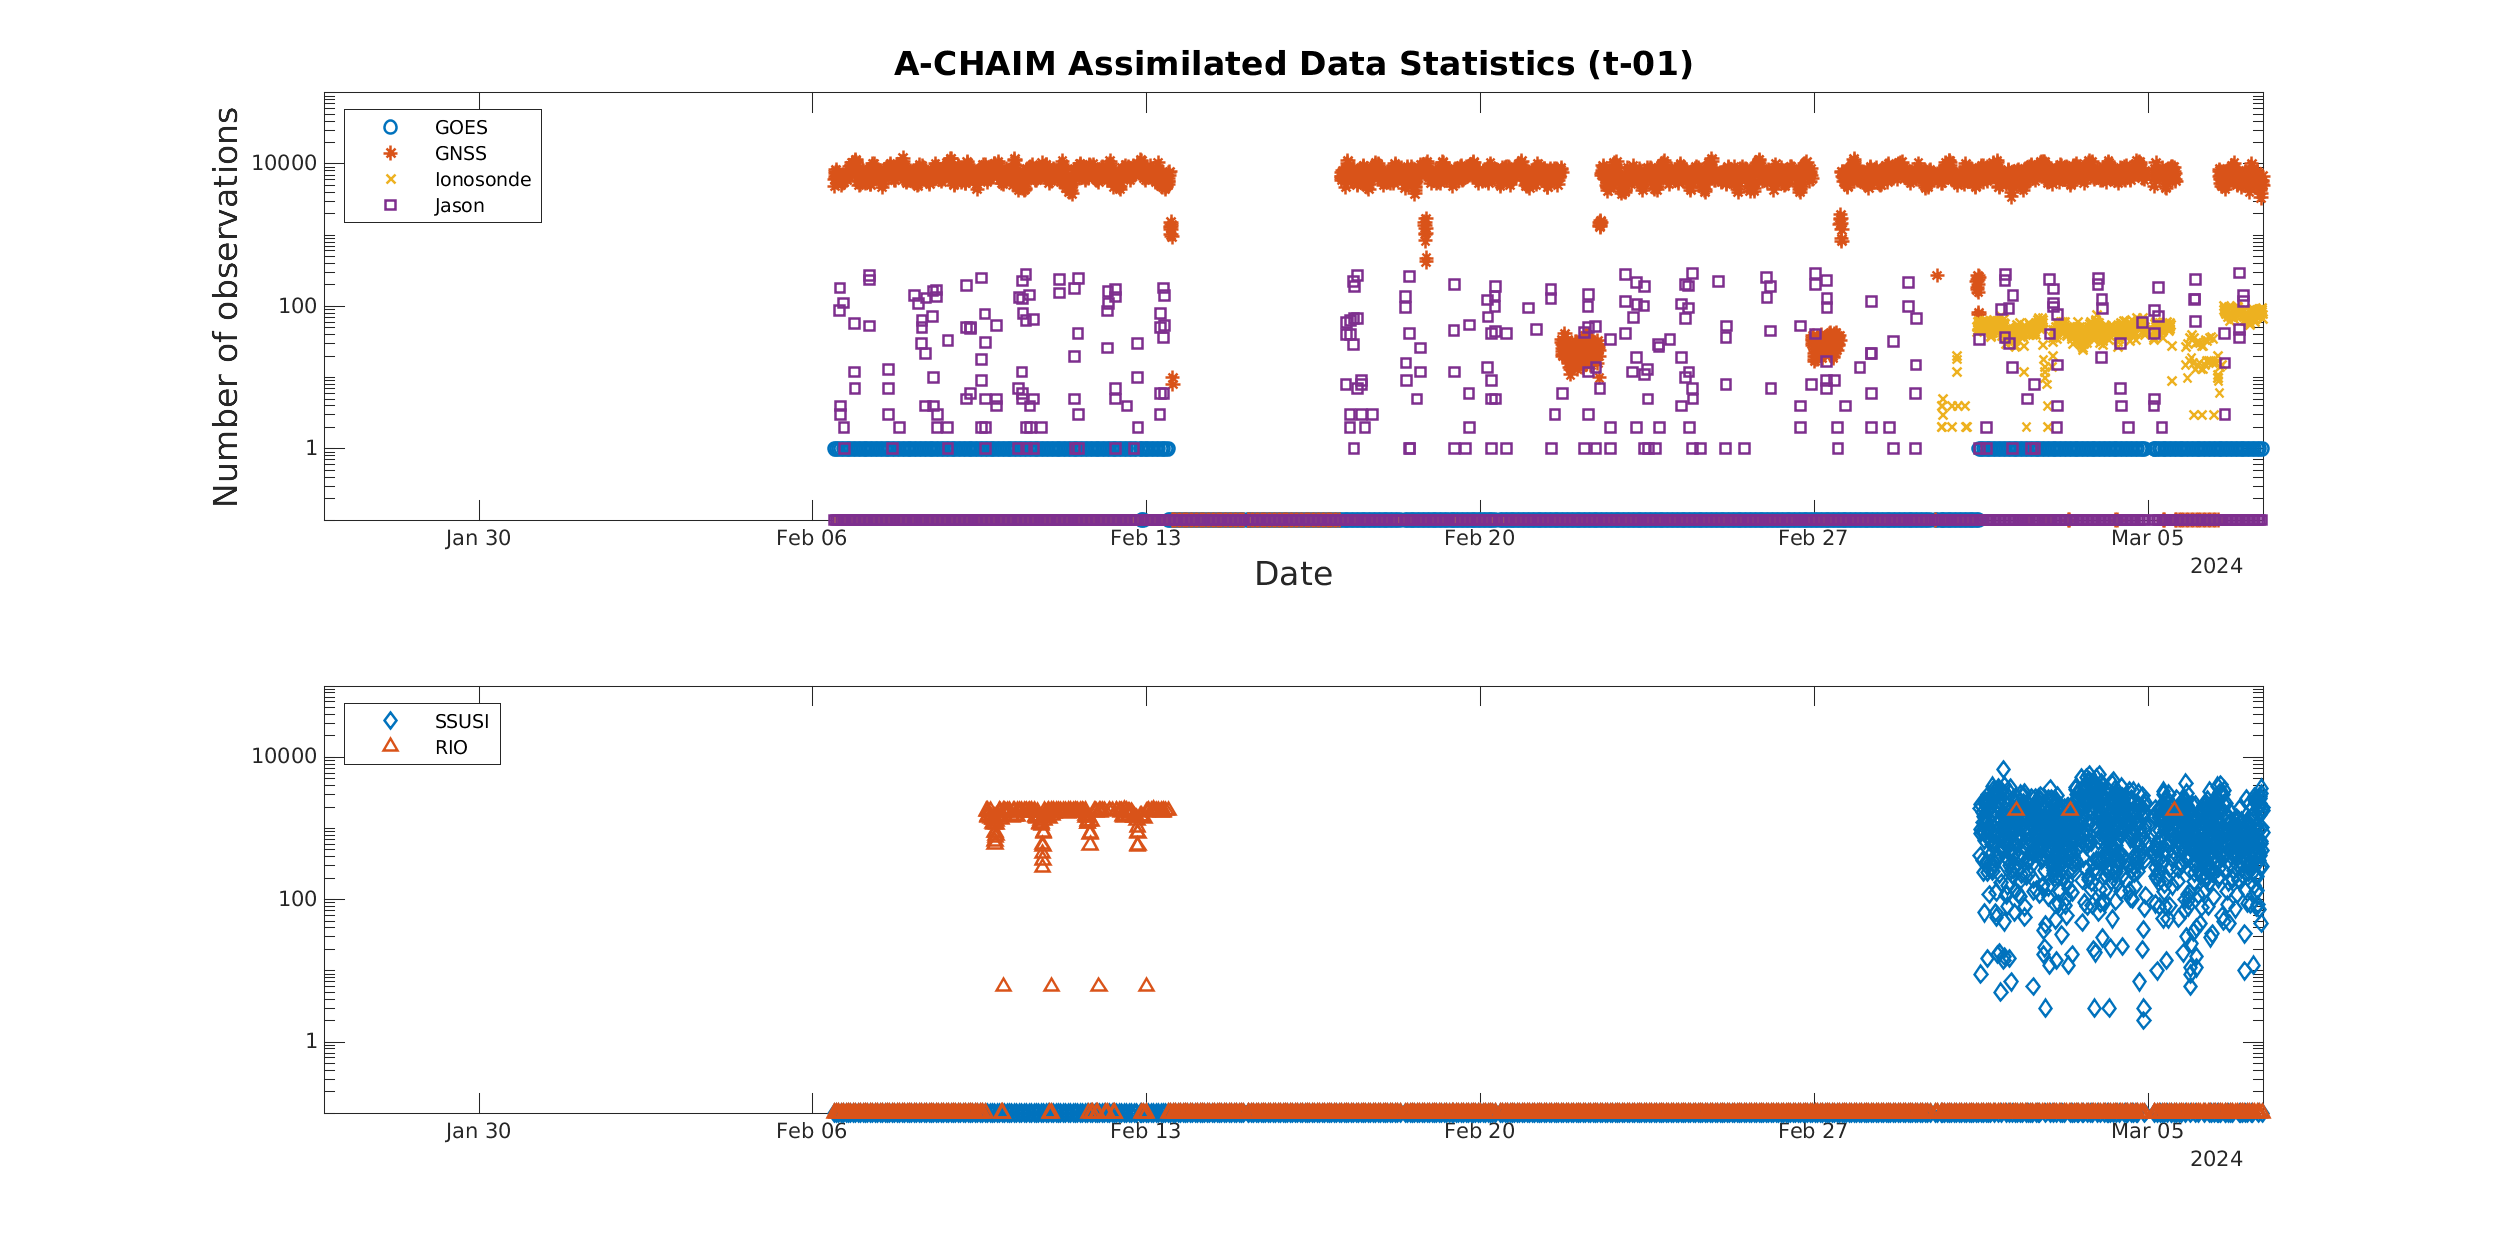 A-CHAIM Assimilated Data Statistics (t-01)
Number of observations
GOES
GNSS
Ionosonde
Jason
10000
100
1
Jan 30 Feb 06 Feb 13 Feb 20 Feb 27 Mar 05
2024
Date
SSUSI
RIO
10000
100
1
Jan 30 Feb 06 Feb 13 Feb 20 Feb 27 Mar 05
2024